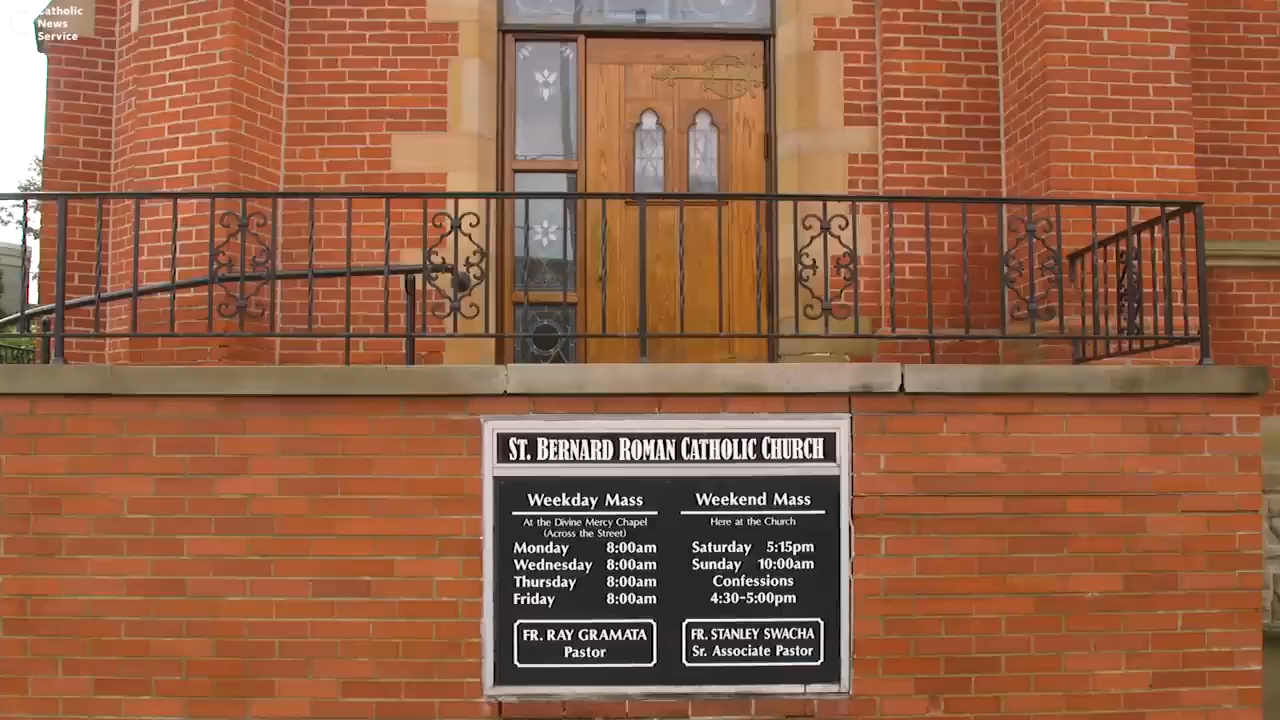 Catholic
News
Service
ST. BERNARD ROMAN CATHOLIC CHURCH
Weekday Mass
At the Divine Mercy Chapel
(Across the Street)
Monday 8:00am
Wednesday 8:00am
Thursday 8:00am
Friday 8:00am
FR. RAY GRAMATA
Pastor
Weekend Mass
Here at the Church
Saturday 5:15pm
Sunday 10:00am
Confessions
4:30-5:00pm
FR. STANLEY SWACHA
Sr. Associate Pastor